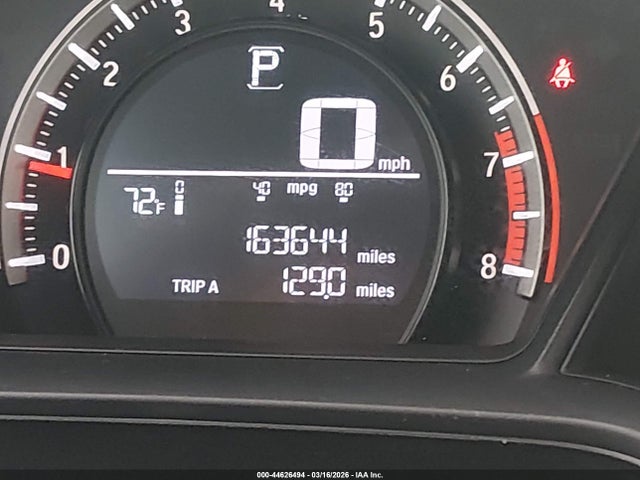 4
3 5
2 6
P
1 7
0 mph
72°F 0 40 mpg 80
163644 miles
0 8
TRIP A 129.0 miles
000-44626494 - 03/16/2026 - IAA Inc.